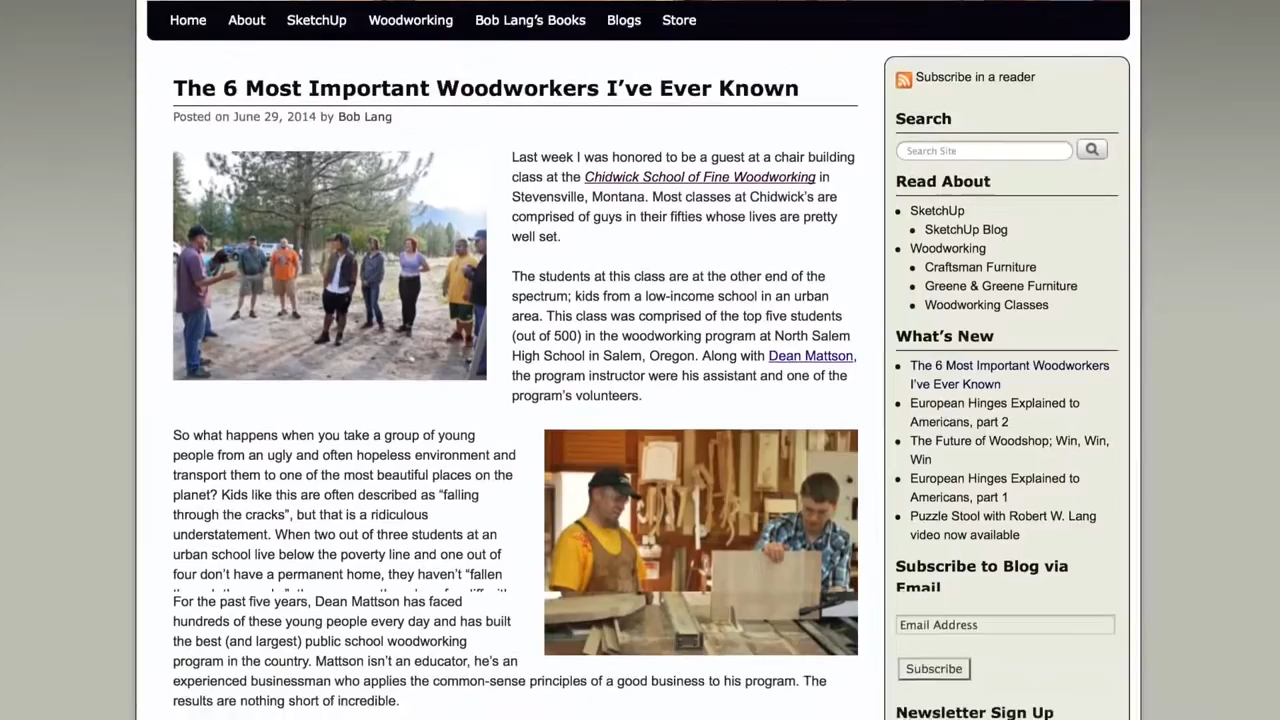 Home About SketchUp Woodworking Bob Lang's Books Blogs Store
The 6 Most Important Woodworkers I've Ever Known
Posted on June 29, 2014 by Bob Lang
Last week I was honored to be a guest at a chair building
class at the Chidwick School of Fine Woodworking in
Stevensville, Montana. Most classes at Chidwick's are
comprised of guys in their fifties whose lives are pretty
well set.
The students at this class are at the other end of the
spectrum; kids from a low-income school in an urban
area. This class was comprised of the top five students
(out of 500) in the woodworking program at North Salem
High School in Salem, Oregon. Along with Dean Mattson,
the program instructor were his assistant and one of the
program's volunteers.
So what happens when you take a group of young
people from an ugly and often hopeless environment and
transport them to one of the most beautiful places on the
planet? Kids like this are often described as “falling
through the cracks”, but that is a ridiculous
understatement. When two out of three students at an
urban school live below the poverty line and one out of
four don't have a permanent home, they haven't “fallen
For the past five years, Dean Mattson has faced
hundreds of these young people every day and has built
the best (and largest) public school woodworking
program in the country. Mattson isn't an educator, he's an
experienced businessman who applies the common-sense principles of a good business to his program. The
results are nothing short of incredible.
Subscribe in a reader
Search
Search Site
Read About
SketchUp
SketchUp Blog
Woodworking
Craftsman Furniture
Greene & Greene Furniture
Woodworking Classes
What's New
The 6 Most Important Woodworkers
I've Ever Known
European Hinges Explained to
Americans, part 2
The Future of Woodshop; Win, Win,
Win
European Hinges Explained to
Americans, part 1
Puzzle Stool with Robert W. Lang
video now available
Subscribe to Blog via
Email
Email Address
Subscribe
Newsletter Sign Up